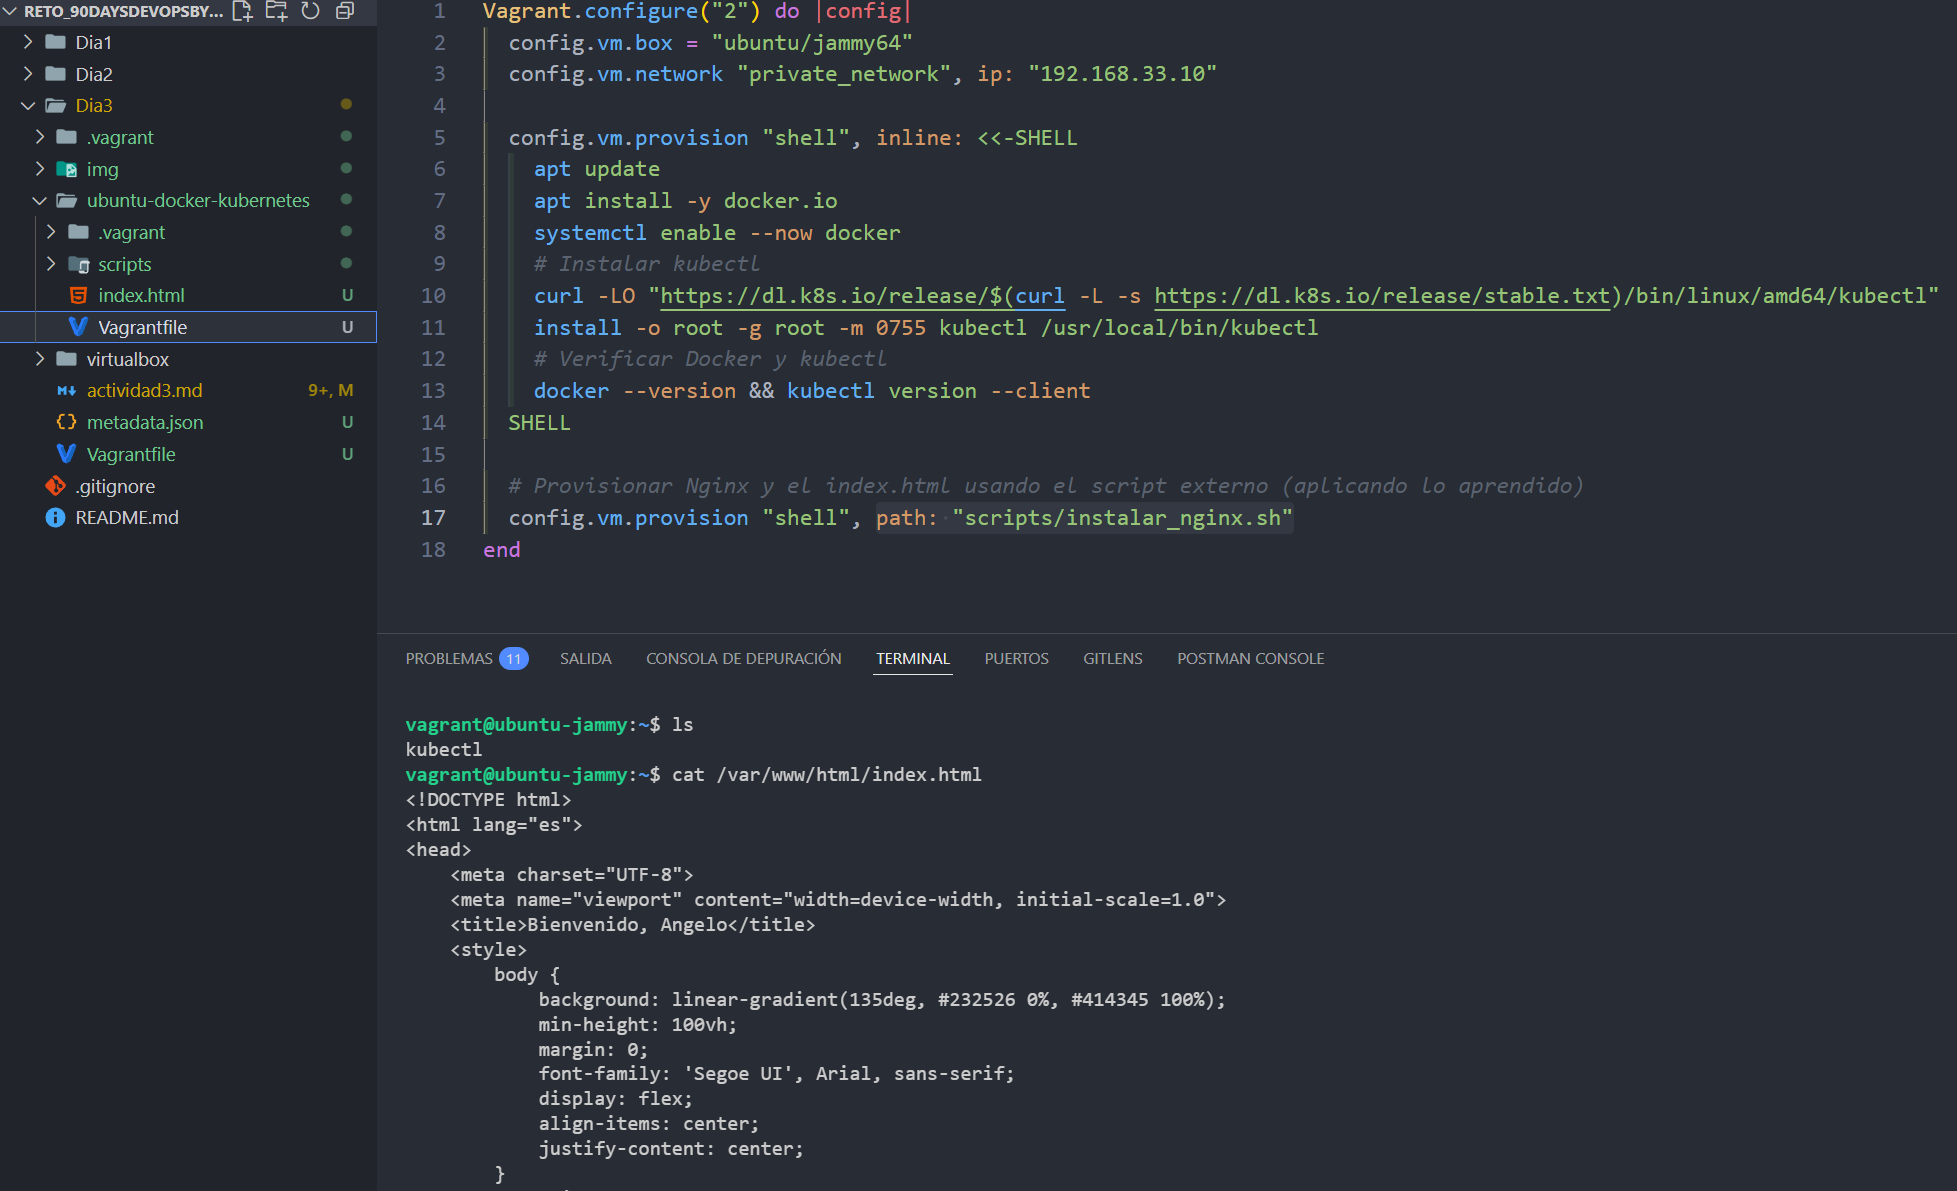 RETO_90DAYSDEVOPSBY...
Dia1
Dia2
Dia3
.vagrant
img
ubuntu-docker-kubernetes
.vagrant
scripts
index.html U
Vagrantfile U
virtualbox
actividad3.md 9+, M
metadata.json U
Vagrantfile U
.gitignore
README.md
1 Vagrant.configure("2") do |config|
2 config.vm.box = "ubuntu/jammy64"
3 config.vm.network "private_network", ip: "192.168.33.10"
4
5 config.vm.provision "shell", inline: <<-SHELL
6 apt update
7 apt install -y docker.io
8 systemctl enable --now docker
9 # Instalar kubectl
10 curl -LO "https://dl.k8s.io/release/$(curl -L -s https://dl.k8s.io/release/stable.txt)/bin/linux/amd64/kubectl"
11 install -o root -g root -m 0755 kubectl /usr/local/bin/kubectl
12 # Verificar Docker y kubectl
13 docker --version && kubectl version --client
14 SHELL
15
16 # Provisionar Nginx y el index.html usando el script externo (aplicando lo aprendido)
17 config.vm.provision "shell", path: "scripts/instalar_nginx.sh"
18 end
PROBLEMAS 11 SALIDA CONSOLA DE DEPURACIÓN TERMINAL PUERTOS GITLENS POSTMAN CONSOLE
vagrant@ubuntu-jammy:~$ ls
kubectl
vagrant@ubuntu-jammy:~$ cat /var/www/html/index.html
<!DOCTYPE html>
<html lang="es">
<head>
<meta charset="UTF-8">
<meta name="viewport" content="width=device-width, initial-scale=1.0">
<title>Bienvenido, Angelo</title>
<style>
body {
background: linear-gradient(135deg, #232526 0%, #414345 100%);
min-height: 100vh;
margin: 0;
font-family: 'Segoe UI', Arial, sans-serif;
display: flex;
align-items: center;
justify-content: center;
}